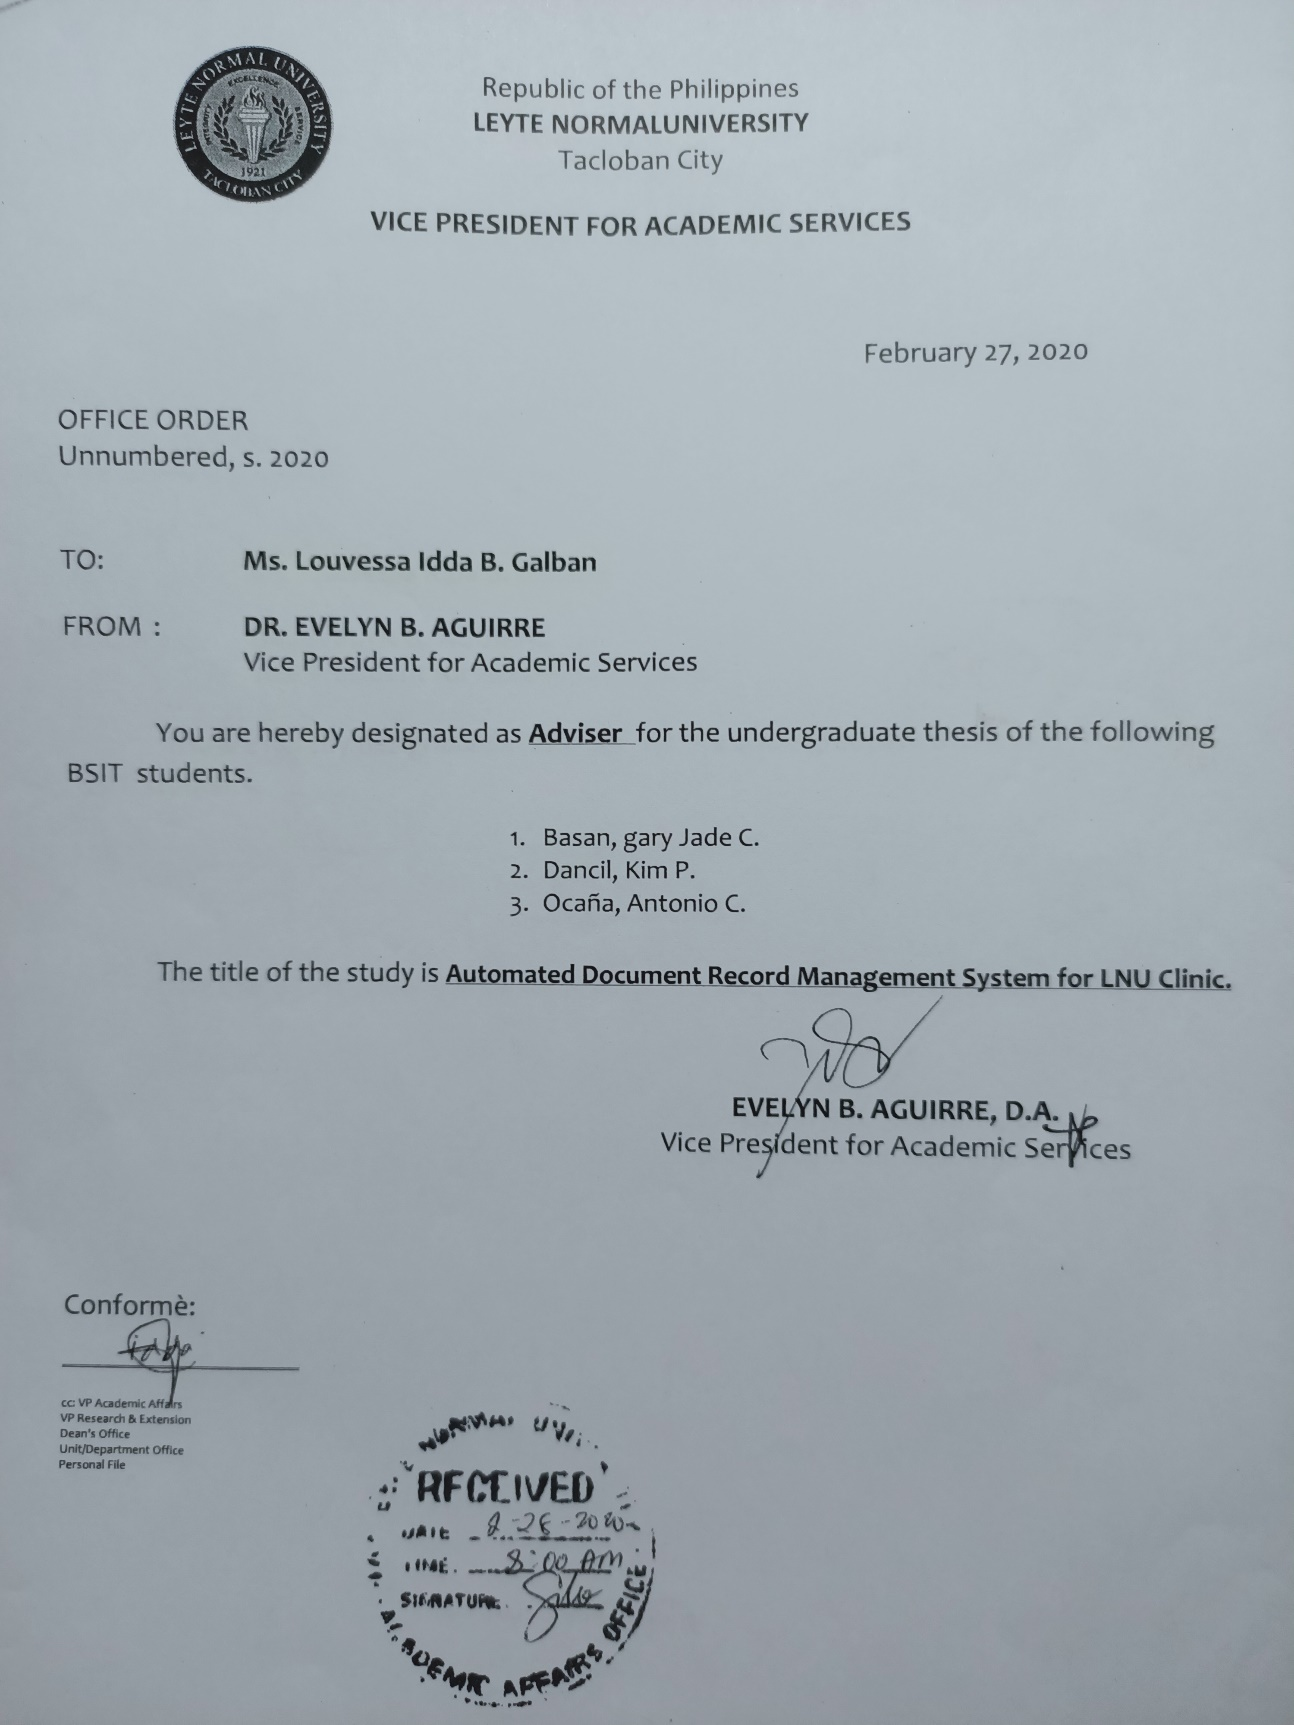 LEYTE NORMAL UNIVERSITY
EXCELLENCE
INTEGRITY
SERVICE
1921
TACLOBAN CITY
Republic of the Philippines
LEYTE NORMALUNIVERSITY
Tacloban City
VICE PRESIDENT FOR ACADEMIC SERVICES
February 27, 2020
OFFICE ORDER
Unnumbered, s. 2020
TO: Ms. Louvessa Idda B. Galban
FROM : DR. EVELYN B. AGUIRRE
Vice President for Academic Services
You are hereby designated as Adviser for the undergraduate thesis of the following
BSIT students.
1. Basan, gary Jade C.
2. Dancil, Kim P.
3. Ocaña, Antonio C.
The title of the study is Automated Document Record Management System for LNU Clinic.
EVELYN B. AGUIRRE, D.A.
Vice President for Academic Services
Conformè:
cc: VP Academic Affairs
VP Research & Extension
Dean's Office
Unit/Department Office
Personal File
NORMAL
RECEIVED
DATE
TIME. 8:00 AM
SIGNATURE.
ACADEMIC AFFAIRS OFFICE